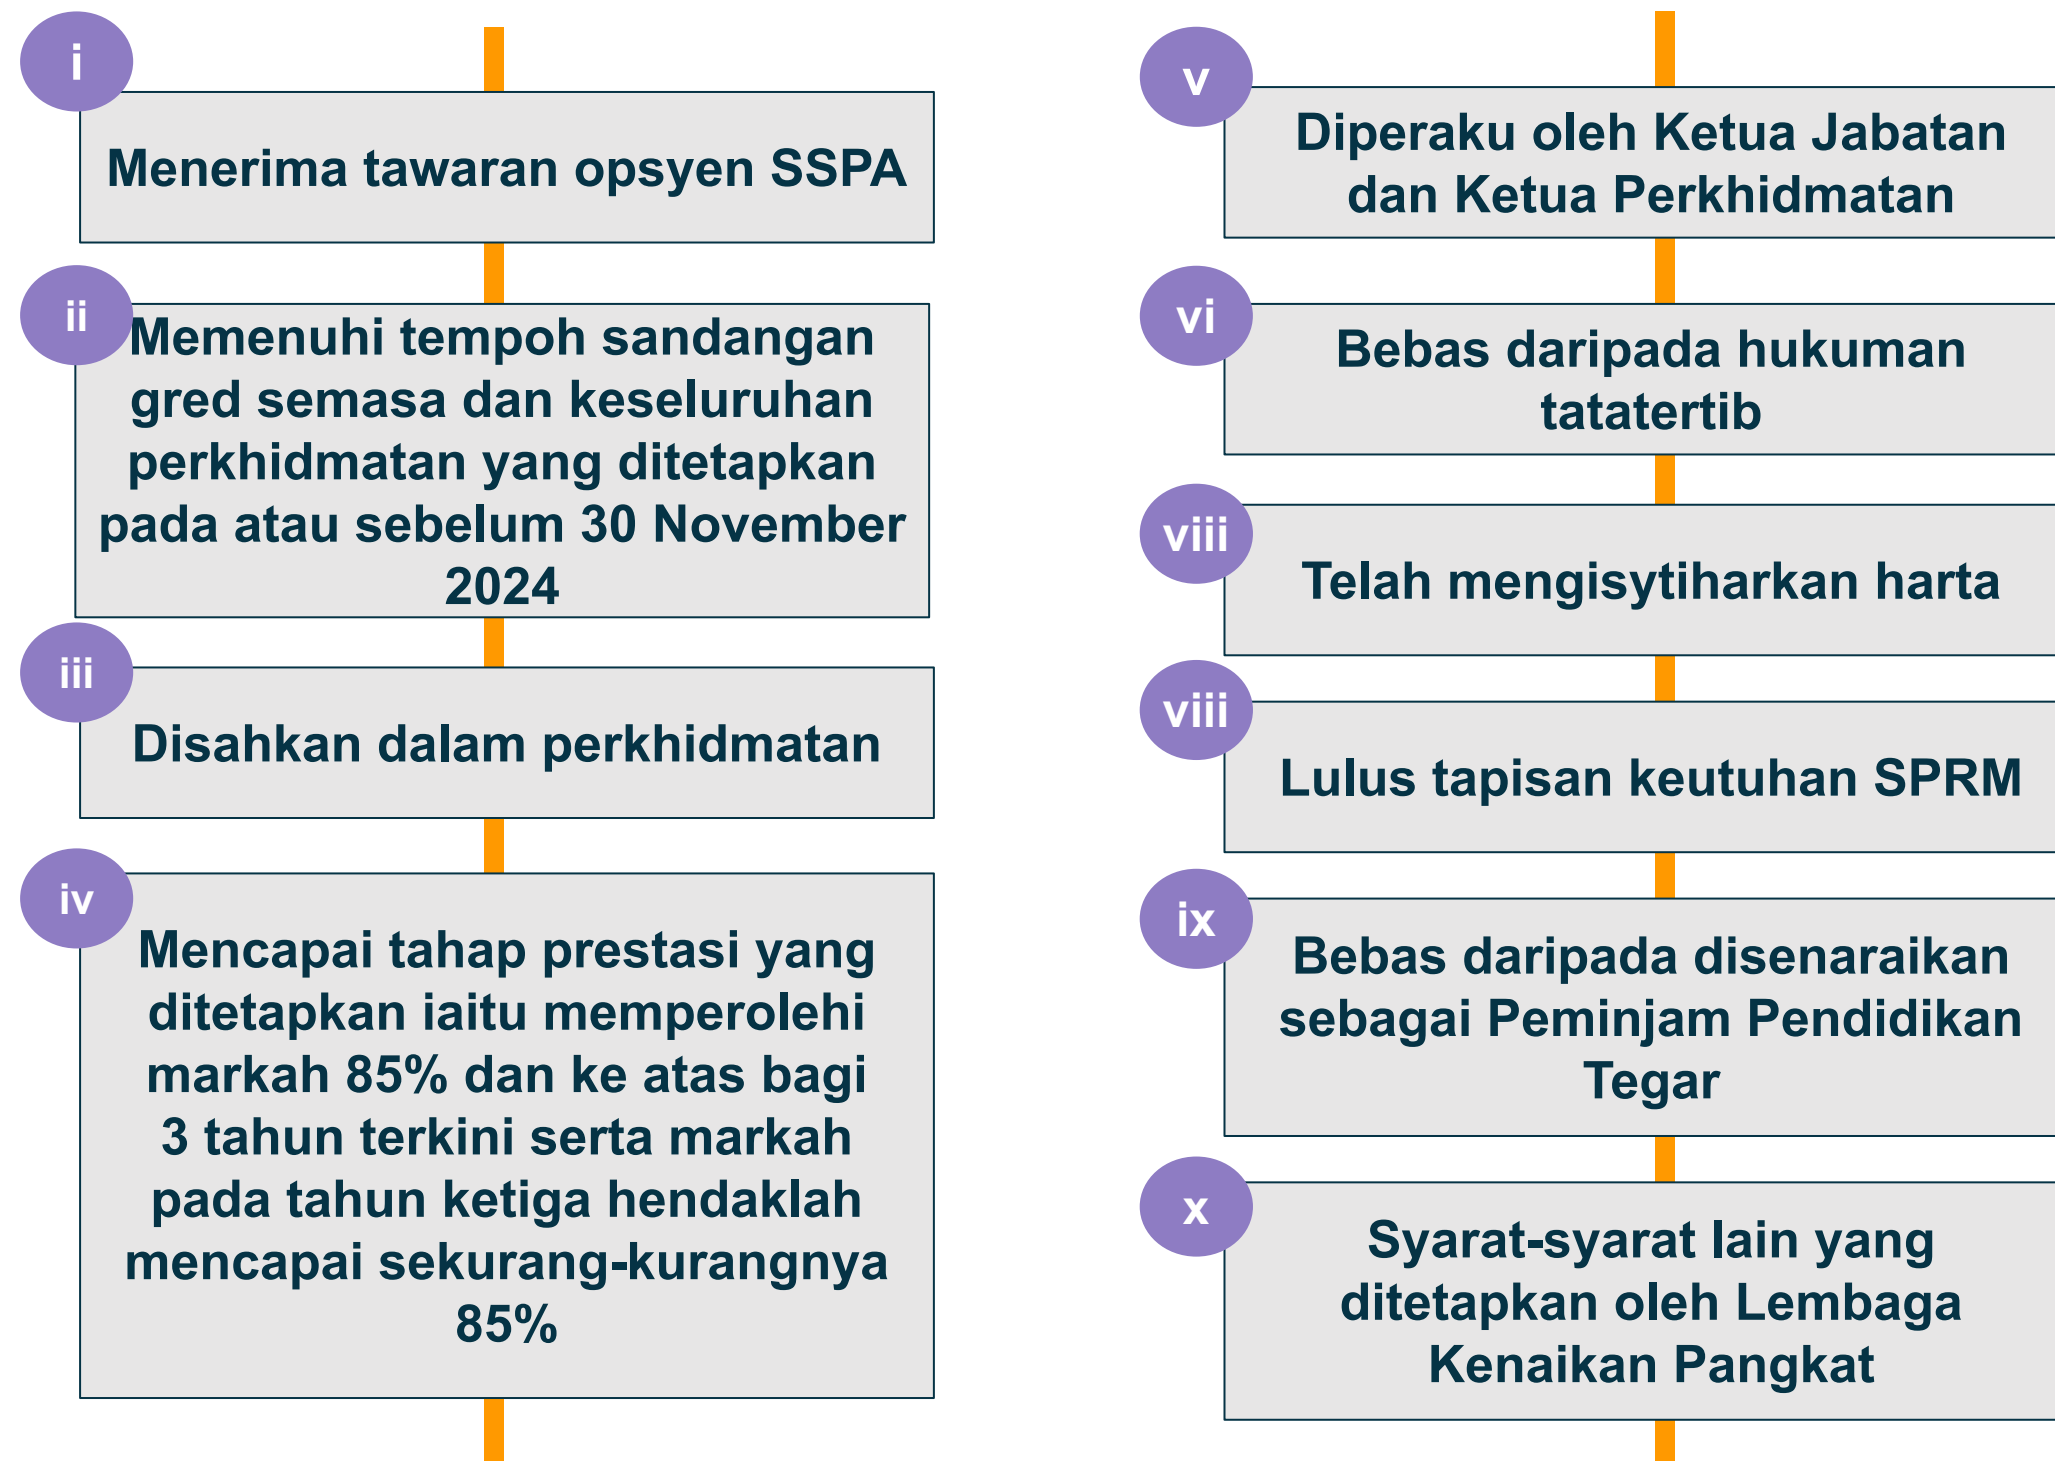 i
Menerima tawaran opsyen SSPA
ii
Memenuhi tempoh sandangan
gred semasa dan keseluruhan
perkhidmatan yang ditetapkan
pada atau sebelum 30 November
2024
iii
Disahkan dalam perkhidmatan
iv
Mencapai tahap prestasi yang
ditetapkan iaitu memperolehi
markah 85% dan ke atas bagi
3 tahun terkini serta markah
pada tahun ketiga hendaklah
mencapai sekurang-kurangnya
85%
v
Diperaku oleh Ketua Jabatan
dan Ketua Perkhidmatan
vi
Bebas daripada hukuman
tatatertib
viii
Telah mengisytiharkan harta
viii
Lulus tapisan keutuhan SPRM
ix
Bebas daripada disenaraikan
sebagai Peminjam Pendidikan
Tegar
x
Syarat-syarat lain yang
ditetapkan oleh Lembaga
Kenaikan Pangkat